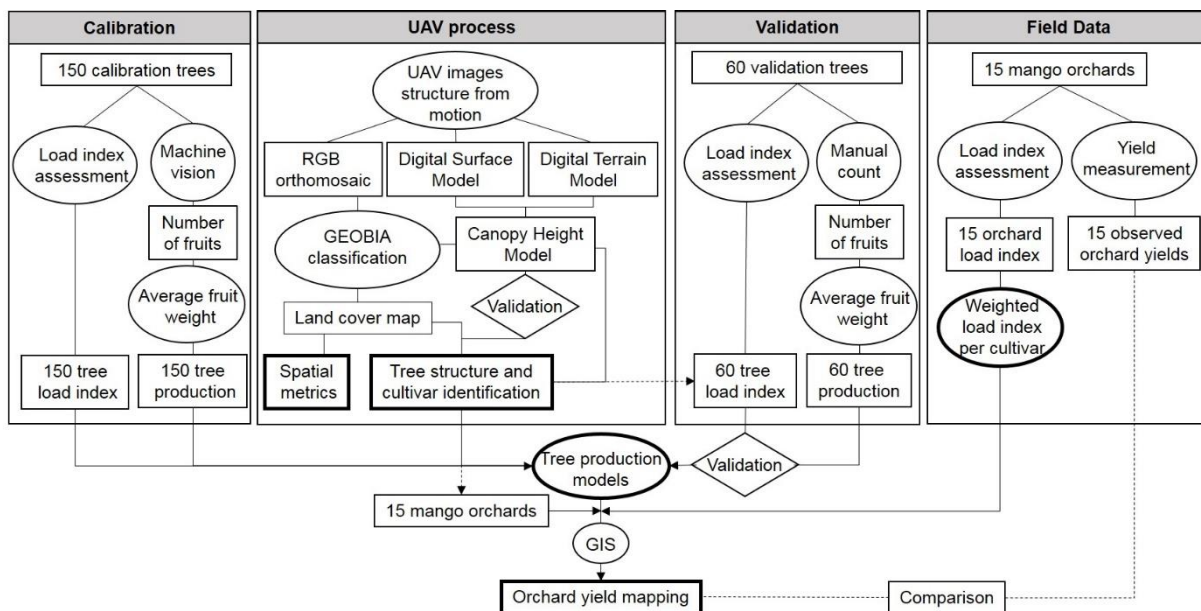 Calibration
150 calibration trees
Load index
assessment
Machine
vision
Number
of fruits
Average fruit
weight
150 tree
load index
150 tree
production
UAV process
UAV images
structure from
motion
RGB
orthomosaic
Digital Surface
Model
Digital Terrain
Model
GEOBIA
classification
Canopy Height
Model
Validation
Land cover map
Spatial
metrics
Tree structure and
cultivar identification
Validation
60 validation trees
Load index
assessment
Manual
count
Number
of fruits
Average fruit
weight
60 tree
load index
60 tree
production
Field Data
15 mango orchards
Load index
assessment
Yield
measurement
15 orchard
load index
15 observed
orchard yields
Weighted
load index
per cultivar
Tree production
models
Validation
15 mango orchards
GIS
Orchard yield mapping
Comparison